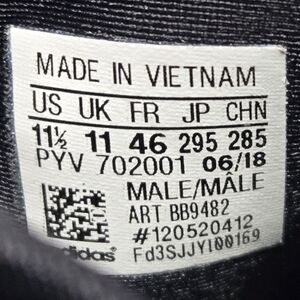 MADE IN VIETNAM
US UK FR JP CHN
11½ 11 46 295 285
PYV 702001 06/18
MALE/MÂLE
ART BB9482
#120520412
adidas Fd3SJJYI00169